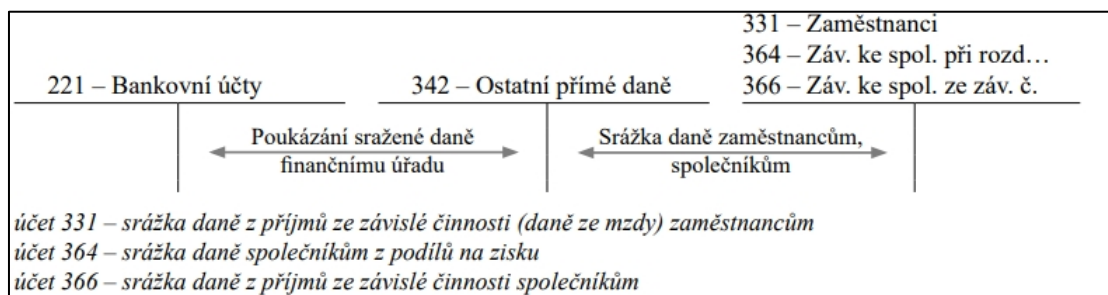 331 – Zaměstnanci
364 – Záv. ke spol. při rozd…
221 – Bankovní účty
342 – Ostatní přímé daně
366 – Záv. ke spol. ze záv. č.
Poukázání sražené daně
finančnímu úřadu
Srážka daně zaměstnancům,
společníkům
účet 331 – srážka daně z příjmů ze závislé činnosti (daně ze mzdy) zaměstnancům
účet 364 – srážka daně společníkům z podílů na zisku
účet 366 – srážka daně z příjmů ze závislé činnosti společníkům